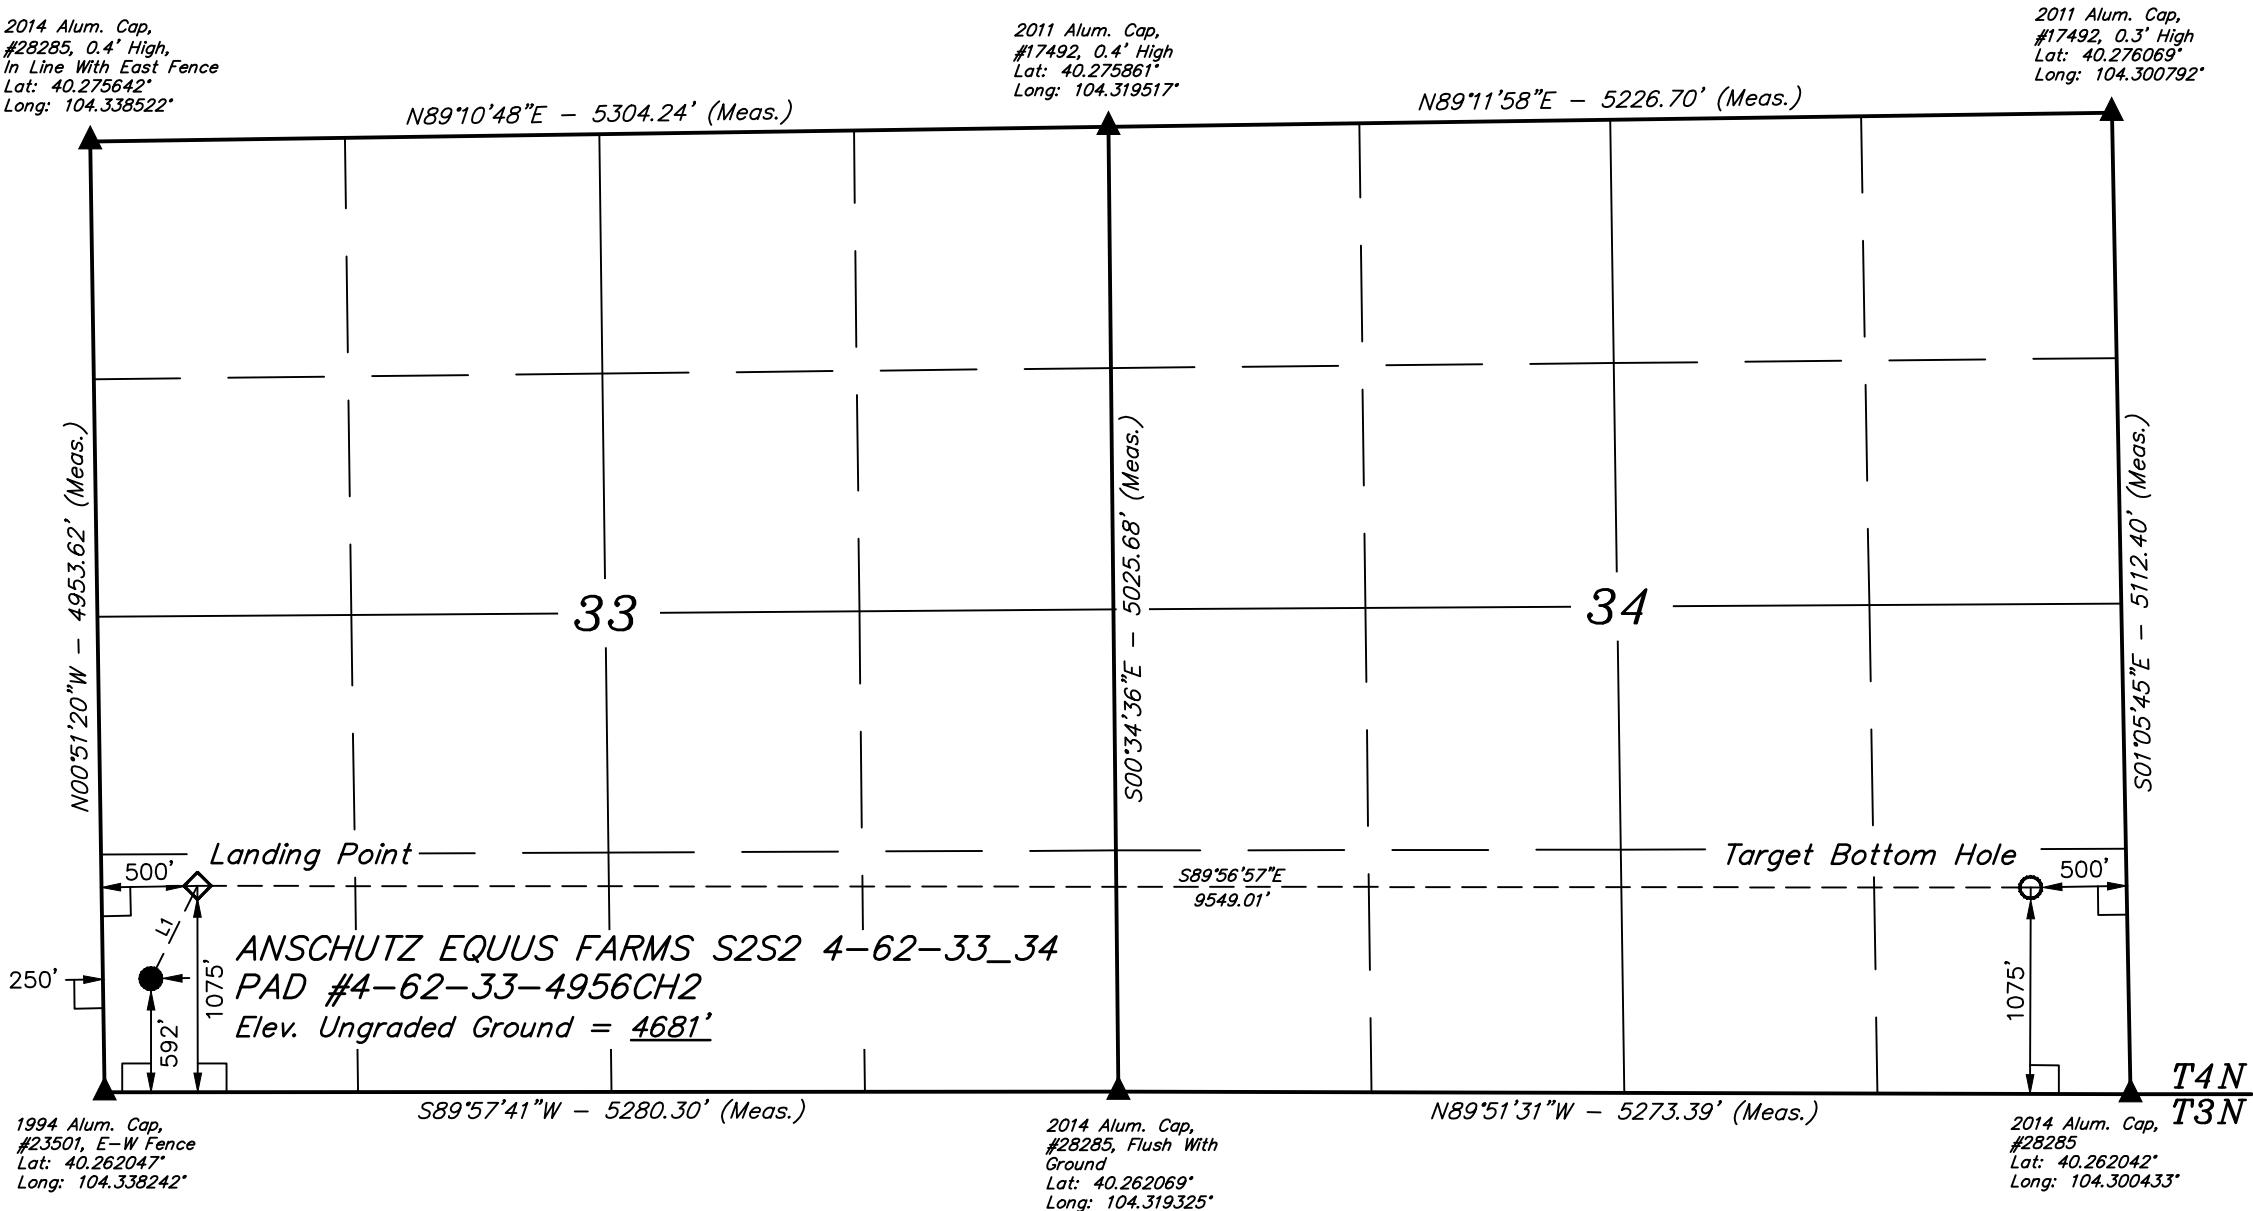 2014 Alum. Cap,
#28285, 0.4' High,
In Line With East Fence
Lat: 40.275642°
Long: 104.338522°
2011 Alum. Cap,
#17492, 0.4' High
Lat: 40.275861°
Long: 104.319517°
2011 Alum. Cap,
#17492, 0.3' High
Lat: 40.276069°
Long: 104.300792°
N89°10'48"E - 5304.24' (Meas.)
N89°11'58"E - 5226.70' (Meas.)
N00°51'20"W - 4953.62' (Meas.)
S00°34'36"E - 5025.68' (Meas.)
S01°05'45"E - 5112.40' (Meas.)
33
34
Landing Point
Target Bottom Hole
500'
500'
S89°56'57"E
9549.01'
L1
ANSCHUTZ EQUUS FARMS S2S2 4-62-33_34
PAD #4-62-33-4956CH2
Elev. Ungraded Ground = 4681'
250'
592'
1075'
1075'
T4N
T3N
S89°57'41"W - 5280.30' (Meas.)
N89°51'31"W - 5273.39' (Meas.)
1994 Alum. Cap,
#23501, E-W Fence
Lat: 40.262047°
Long: 104.338242°
2014 Alum. Cap,
#28285, Flush With
Ground
Lat: 40.262069°
Long: 104.319325°
2014 Alum. Cap,
#28285
Lat: 40.262042°
Long: 104.300433°